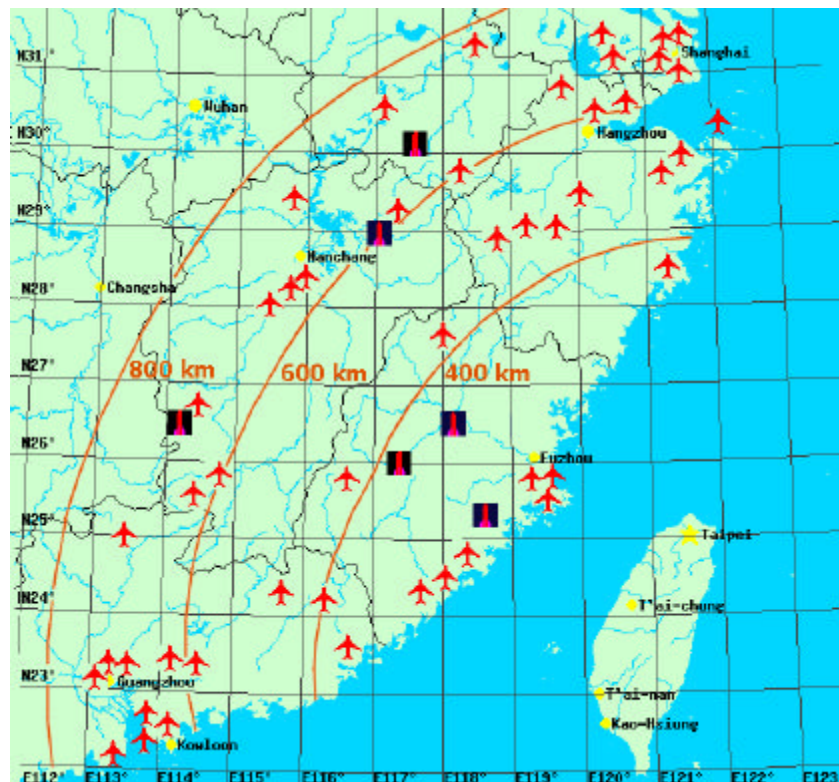 N31°
Shanghai
Wuhan
N30°
Hangzhou
N29°
Nanchang
Changsha
N28°
N27°
800 km
600 km
400 km
N26°
Fuzhou
N25°
Taipei
N24°
T'ai-chung
N23°
Guangzhou
T'ai-nan
Kao-Hsiung
Kowloon
E112° E113° E114° E115° E116° E117° E118° E119° E120° E121° E122°